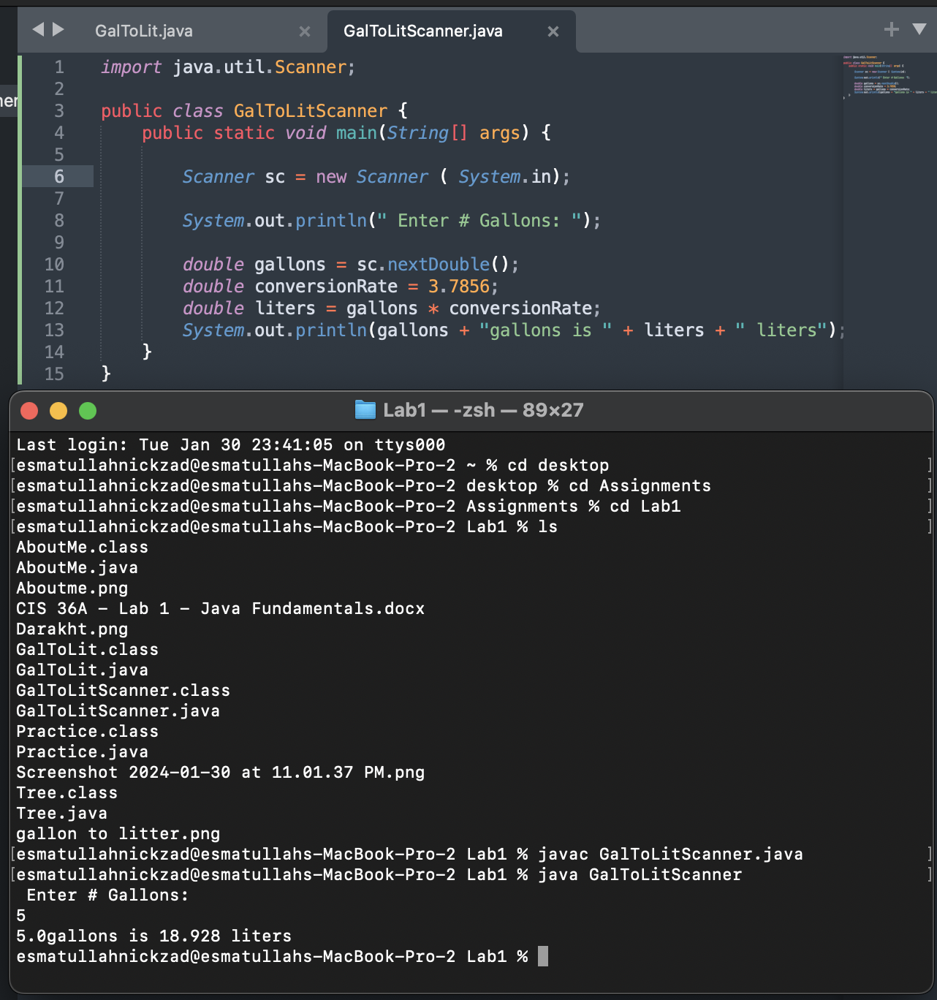 GalToLit.java × GalToLitScanner.java × +
ner
1 import java.util.Scanner;
2
3 public class GalToLitScanner {
4 public static void main(String[] args) {
5
6 Scanner sc = new Scanner ( System.in);
7
8 System.out.println(" Enter # Gallons: ");
9
10 double gallons = sc.nextDouble();
11 double conversionRate = 3.7856;
12 double liters = gallons * conversionRate;
13 System.out.println(gallons + "gallons is " + liters + " liters");
14 }
15 }
Lab1 — -zsh — 89×27
Last login: Tue Jan 30 23:41:05 on ttys000
[esmatullahnickzad@esmatullahs-MacBook-Pro-2 ~ % cd desktop ]
[esmatullahnickzad@esmatullahs-MacBook-Pro-2 desktop % cd Assignments ]
[esmatullahnickzad@esmatullahs-MacBook-Pro-2 Assignments % cd Lab1 ]
[esmatullahnickzad@esmatullahs-MacBook-Pro-2 Lab1 % ls ]
AboutMe.class
AboutMe.java
Aboutme.png
CIS 36A - Lab 1 - Java Fundamentals.docx
Darakht.png
GalToLit.class
GalToLit.java
GalToLitScanner.class
GalToLitScanner.java
Practice.class
Practice.java
Screenshot 2024-01-30 at 11.01.37 PM.png
Tree.class
Tree.java
gallon to litter.png
[esmatullahnickzad@esmatullahs-MacBook-Pro-2 Lab1 % javac GalToLitScanner.java ]
[esmatullahnickzad@esmatullahs-MacBook-Pro-2 Lab1 % java GalToLitScanner ]
Enter # Gallons:
5
5.0gallons is 18.928 liters
esmatullahnickzad@esmatullahs-MacBook-Pro-2 Lab1 %